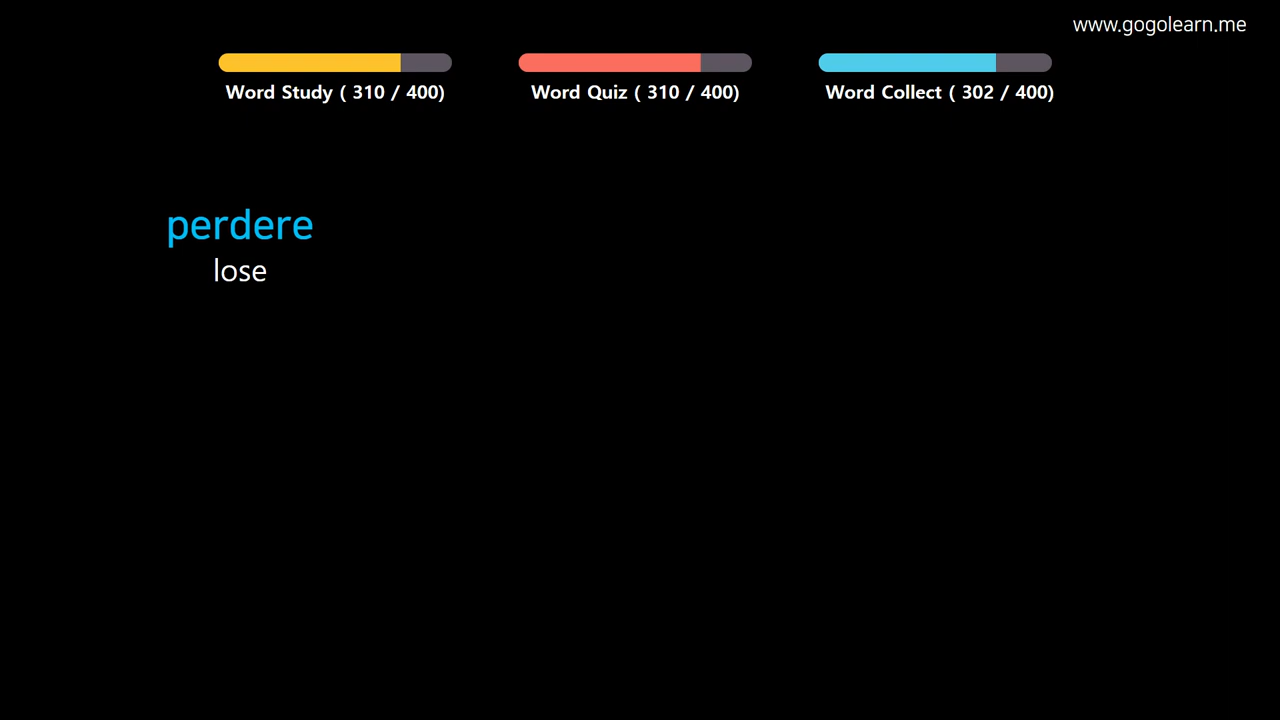 www.gogolearn.me
Word Study ( 310 / 400)
Word Quiz ( 310 / 400)
Word Collect ( 302 / 400)
perdere
lose